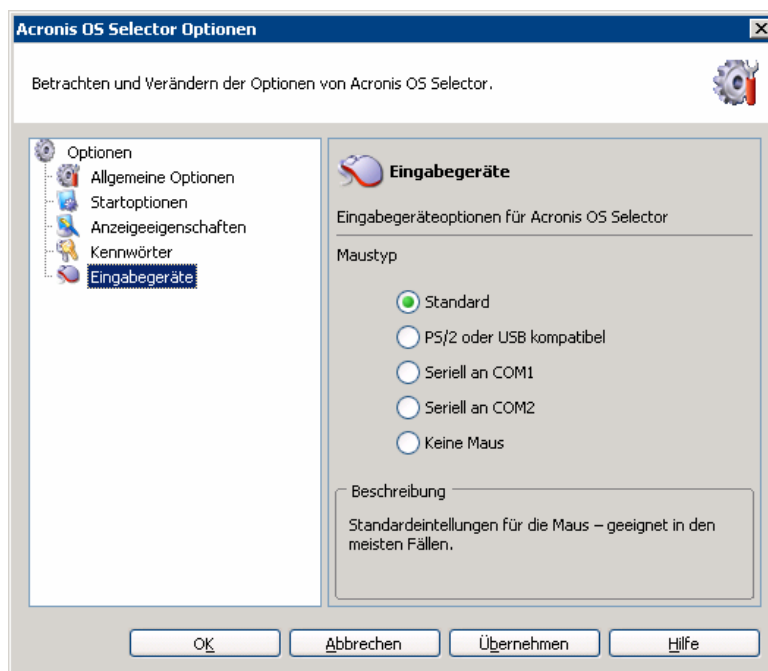 Acronis OS Selector Optionen
Betrachten und Verändern der Optionen von Acronis OS Selector.
Optionen
Allgemeine Optionen
Startoptionen
Anzeigeeigenschaften
Kennwörter
Eingabegeräte
Eingabegeräte
Eingabegeräteoptionen für Acronis OS Selector
Maustyp
Standard
PS/2 oder USB kompatibel
Seriell an COM1
Seriell an COM2
Keine Maus
Beschreibung
Standardeintellungen für die Maus – geeignet in den
meisten Fällen.
OK
Abbrechen
Übernehmen
Hilfe